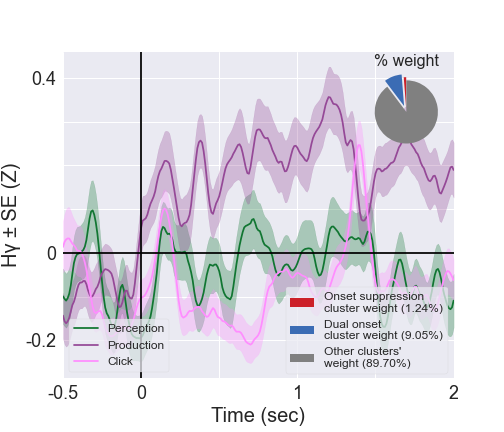 % weight
0.4
0
-0.2
Hγ ± SE (Z)
Perception
Production
Click
Onset suppression
cluster weight (1.24%)
Dual onset
cluster weight (9.05%)
Other clusters'
weight (89.70%)
-0.5
0
1
2
Time (sec)